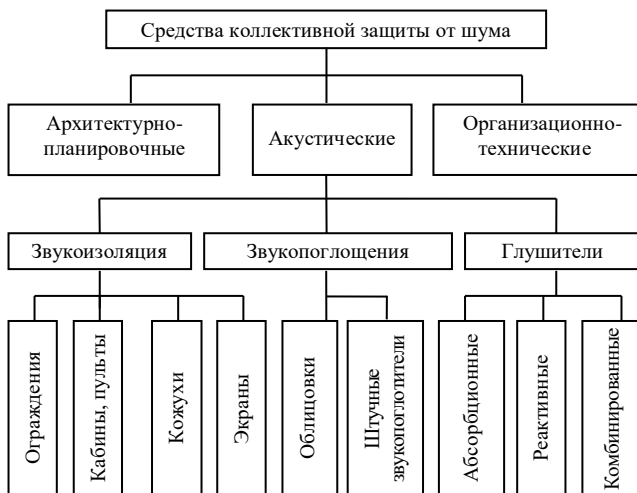 Средства коллективной защиты от шума
Архитектурно-
планировочные
Акустические
Организационно-
технические
Звукоизоляция
Звукопоглощения
Глушители
Ограждения
Кабины, пульты
Кожухи
Экраны
Облицовки
Штучные
звукопоглотители
Абсорбционные
Реактивные
Комбинированные